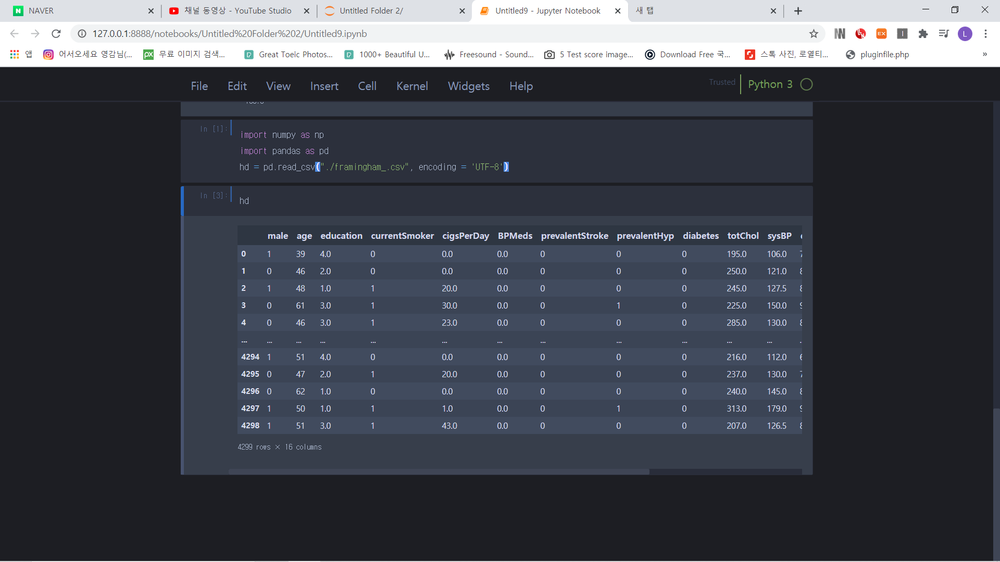 NAVER
채널 동영상 - YouTube Studio
Untitled Folder 2/
Untitled9 - Jupyter Notebook
새 탭
127.0.0.1:8888/notebooks/Untitled%20Folder%202/Untitled9.ipynb
앱
어서오세요 영감님(...
무료 이미지 검색...
Great Toeic Photos...
1000+ Beautiful U...
Freesound - Sound...
5 Test score image...
Download Free 국...
스톡 사진, 로열티...
pluginfile.php
»
File Edit View Insert Cell Kernel Widgets Help
Trusted
Python 3
In [1]:
import numpy as np
import pandas as pd
hd = pd.read_csv("./framingham_.csv", encoding = 'UTF-8')
In [3]:
hd
male age education currentSmoker cigsPerDay BPMeds prevalentStroke prevalentHyp diabetes totChol sysBP
0 1 39 4.0 0 0.0 0.0 0 0 0 195.0 106.0
1 0 46 2.0 0 0.0 0.0 0 0 0 250.0 121.0
2 1 48 1.0 1 20.0 0.0 0 0 0 245.0 127.5
3 0 61 3.0 1 30.0 0.0 0 1 0 225.0 150.0
4 0 46 3.0 1 23.0 0.0 0 0 0 285.0 130.0
... ... ... ... ... ... ... ... ... ... ... ...
4294 1 51 4.0 0 0.0 0.0 0 0 0 216.0 112.0
4295 0 47 2.0 1 20.0 0.0 0 0 0 237.0 130.0
4296 0 62 1.0 0 0.0 0.0 0 0 0 240.0 145.0
4297 1 50 1.0 1 1.0 0.0 0 1 0 313.0 179.0
4298 1 51 3.0 1 43.0 0.0 0 0 0 207.0 126.5
4299 rows × 16 columns